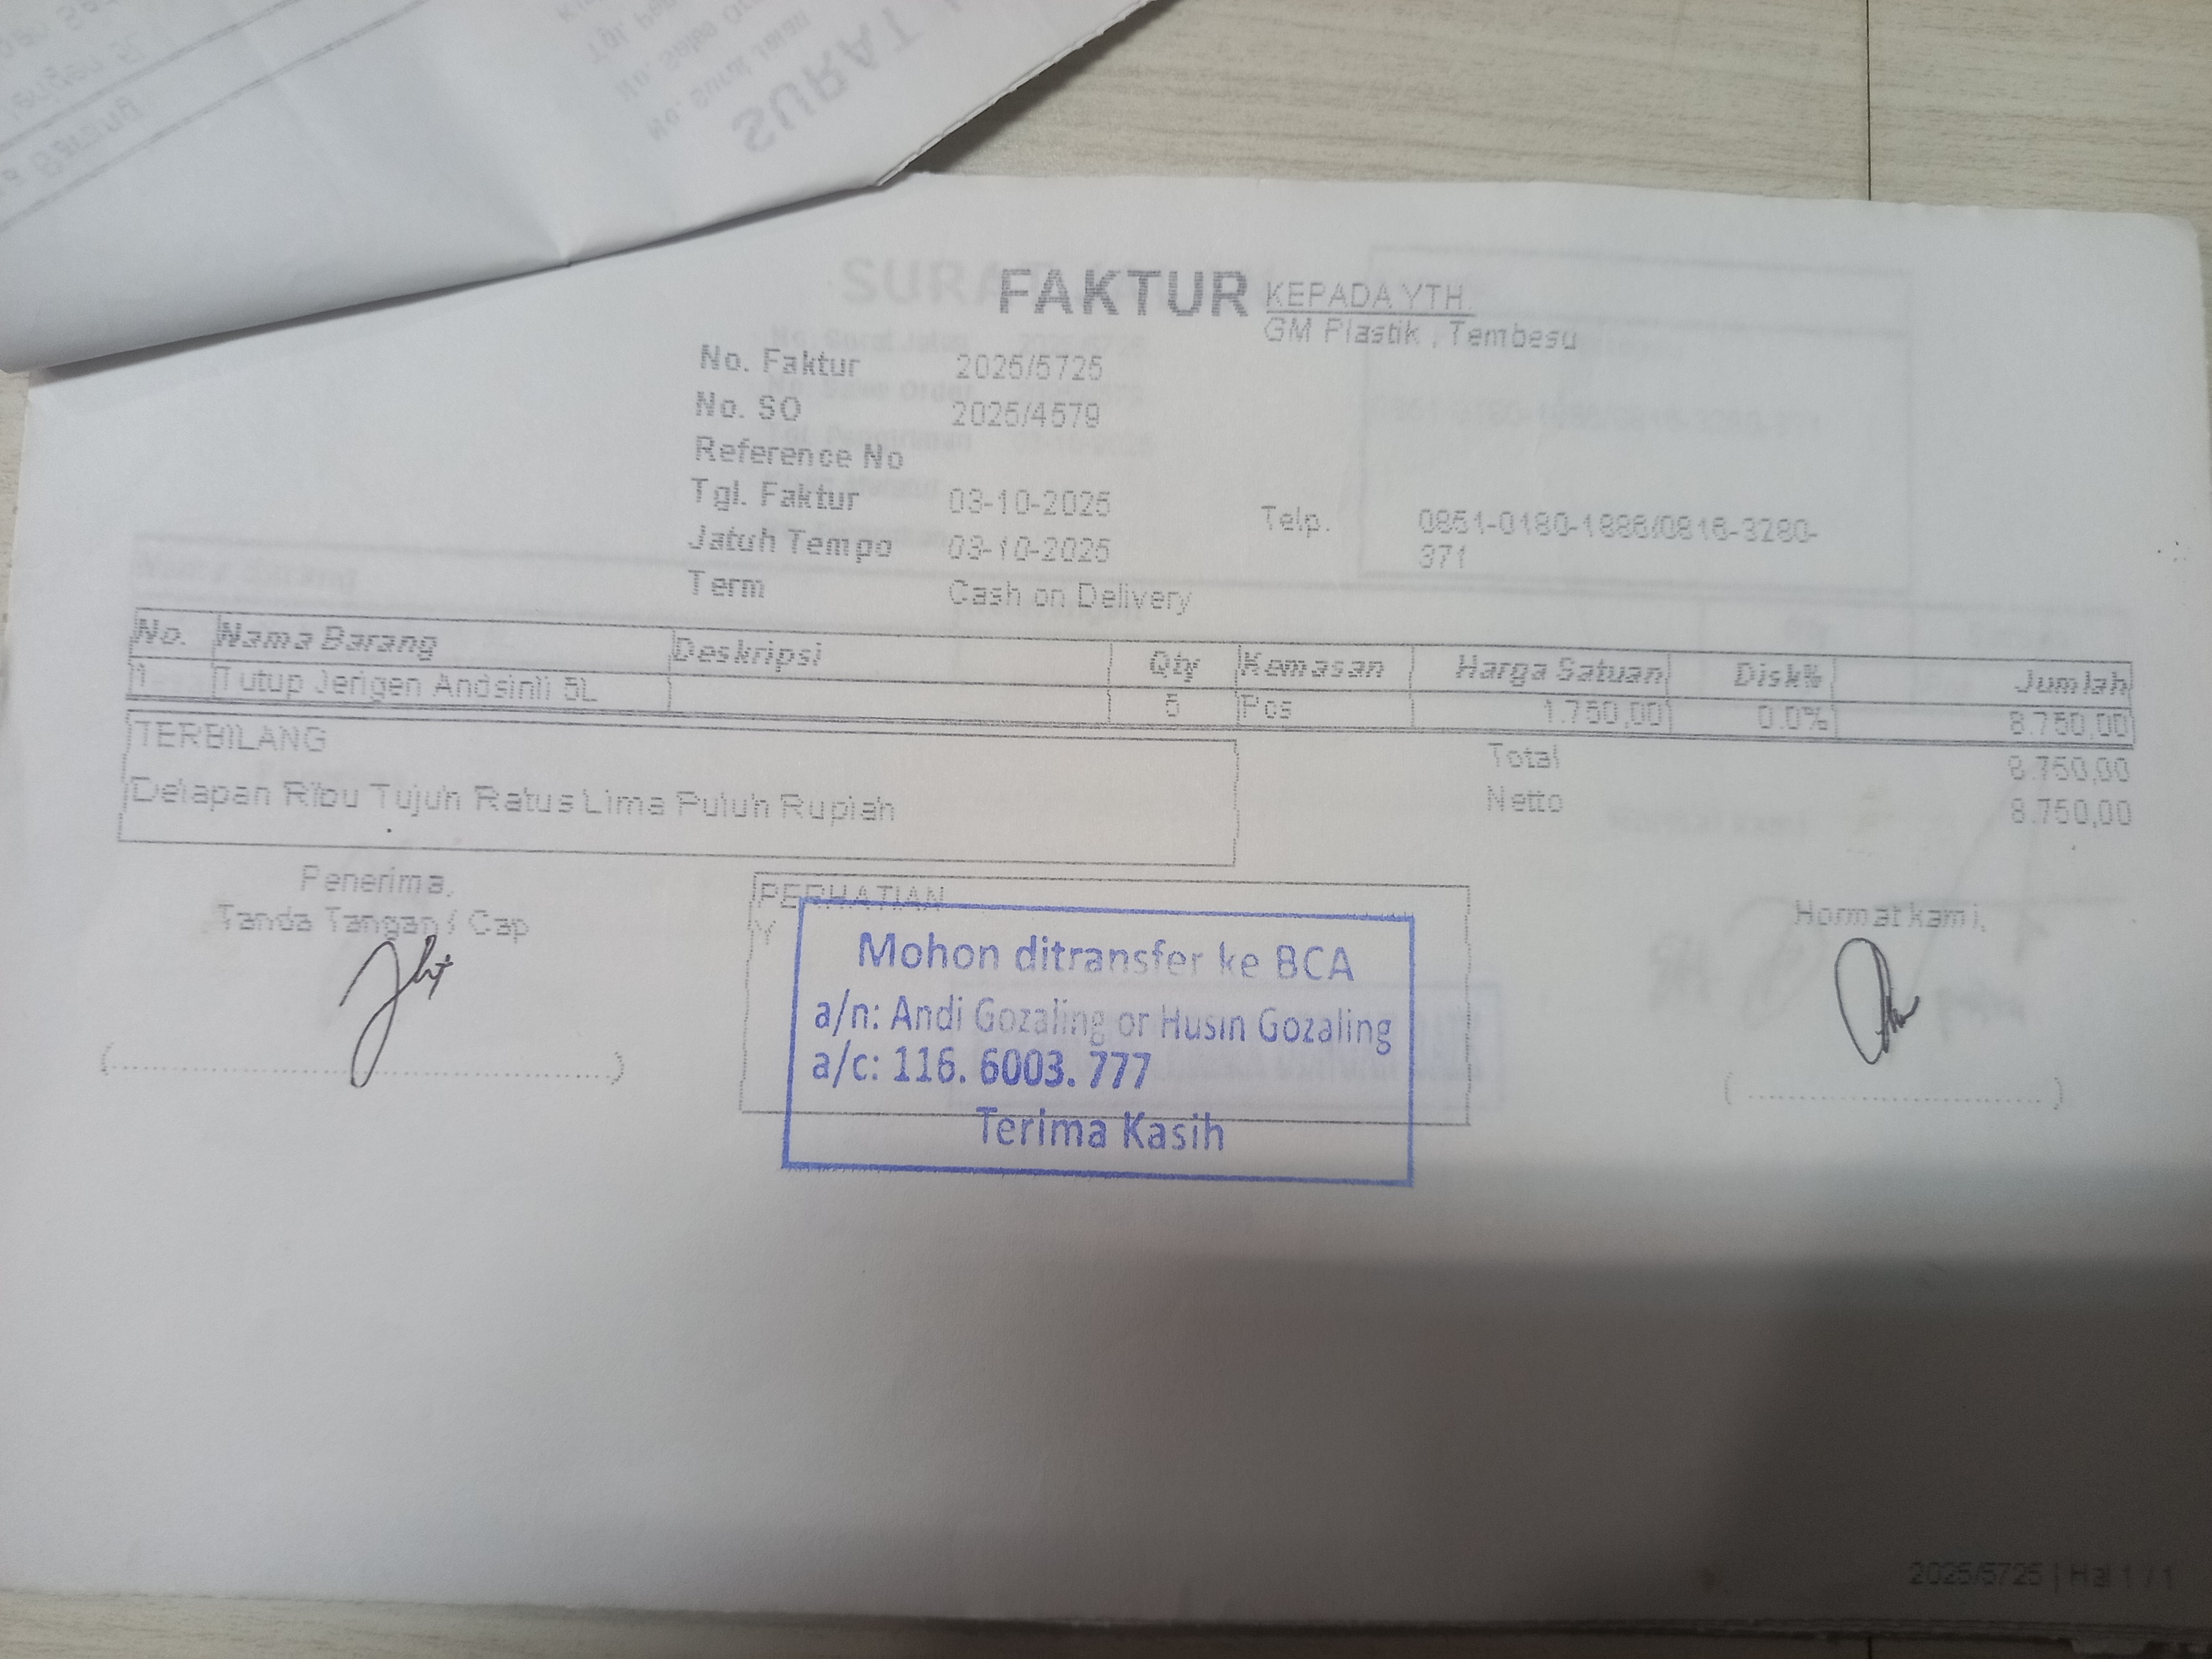 SURAT
No. Surat Jalan
FAKTUR
KEPADA YTH.
GM Plastik , Tembesu
No. Faktur 2025/5725
No. SO 2025/4579
Reference No
Tgl. Faktur 03-10-2025
Jatuh Tempo 03-10-2025
Term Cash on Delivery
Telp. 0851-0180-1886/0816-3280-
371
No. Nama Barang Deskripsi Qty Kemasan Harga Satuan Disk% Jumlah
1 Tutup Jerigen 5L 5 Pcs 1.750,00 0.0% 8.750,00
TERBILANG
Delapan Ribu Tujuh Ratus Lima Puluh Rupiah
Total 8.750,00
Netto 8.750,00
Penerima,
Tanda Tangan / Cap
PERHATIAN
Y
Mohon ditransfer ke BCA
a/n: Andi Gozaling or Husin Gozaling
a/c: 116. 6003. 777
Terima Kasih
Hormat kami,
2025/5725 | Hal 1 / 1